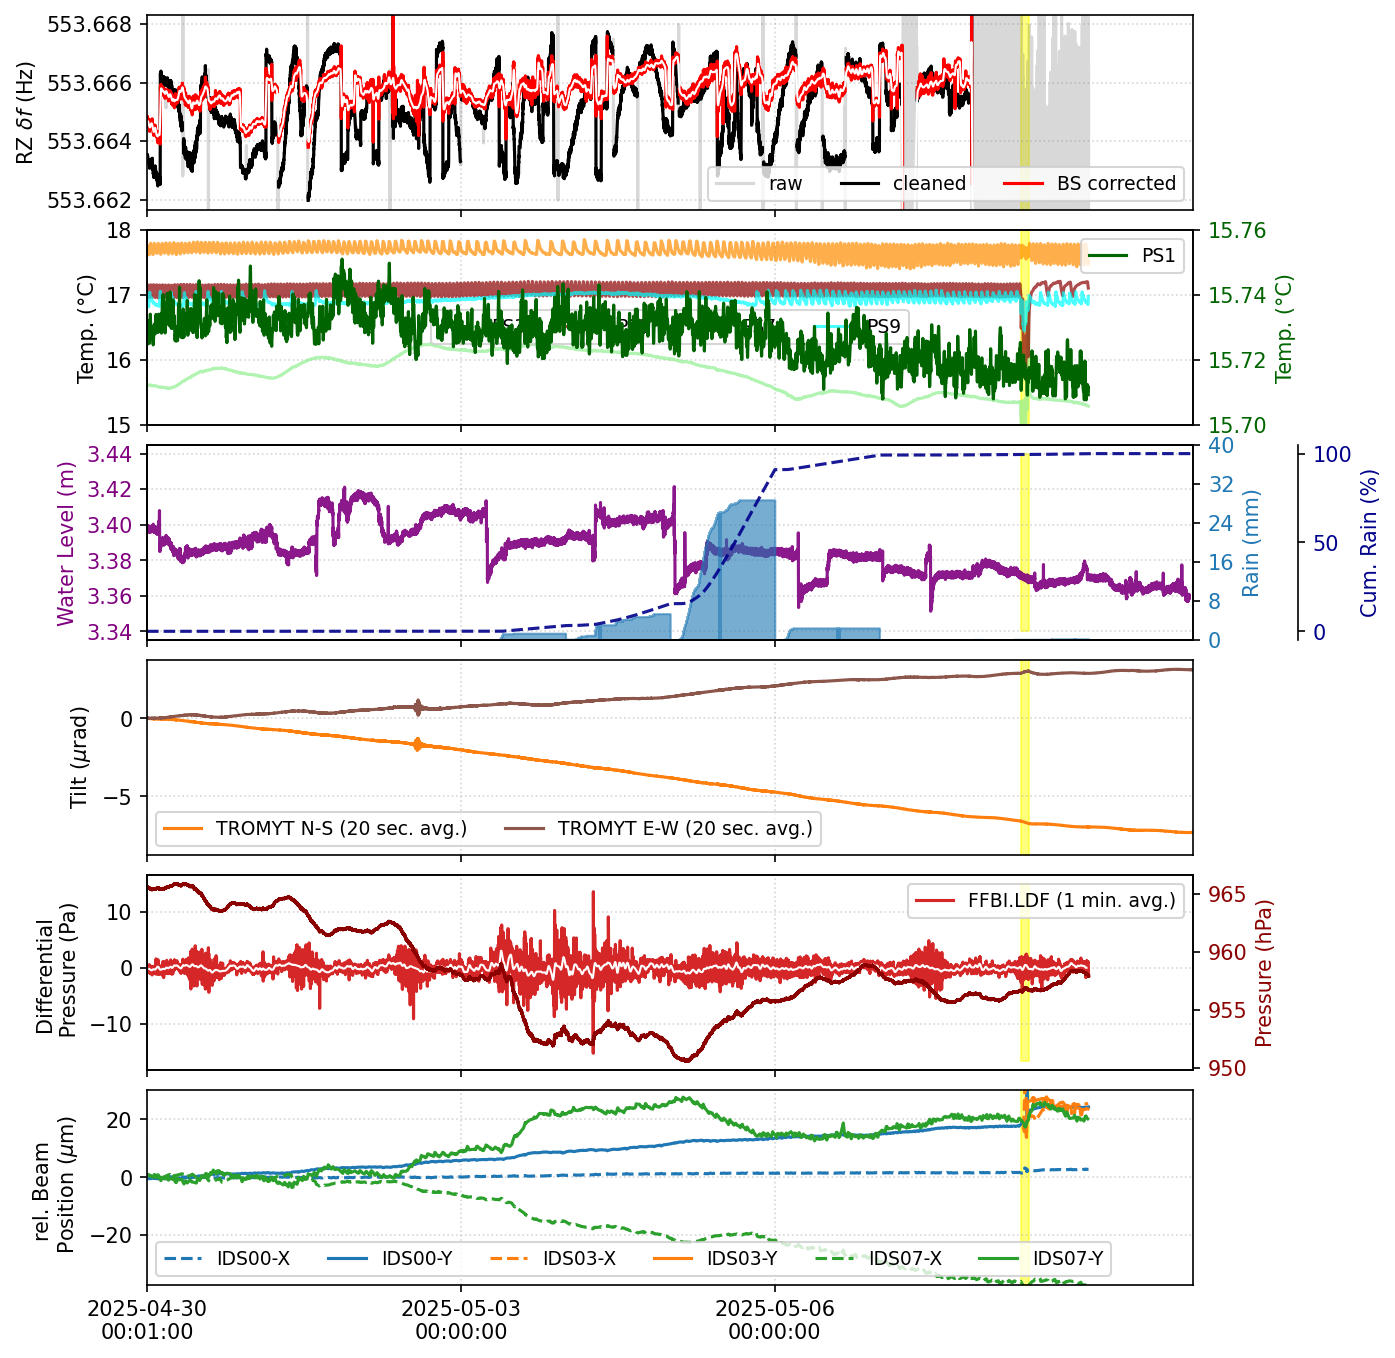 553.668
553.666
553.664
553.662
RZ δf (Hz)
raw cleaned BS corrected
18
17
16
15
Temp. (°C)
PS1
PS9
15.76
15.74
15.72
15.70
Temp. (°C)
3.44
3.42
3.40
3.38
3.36
3.34
Water Level (m)
40
32
24
16
8
0
Rain (mm)
100
50
0
Cum. Rain (%)
0
−5
Tilt (μrad)
TROMYT N-S (20 sec. avg.) TROMYT E-W (20 sec. avg.)
10
0
−10
Differential
Pressure (Pa)
FFBI.LDF (1 min. avg.)
965
960
955
950
Pressure (hPa)
20
0
−20
rel. Beam
Position (μm)
IDS00-X IDS00-Y IDS03-X IDS03-Y IDS07-X IDS07-Y
2025-04-30 2025-05-03 2025-05-06
00:01:00 00:00:00 00:00:00